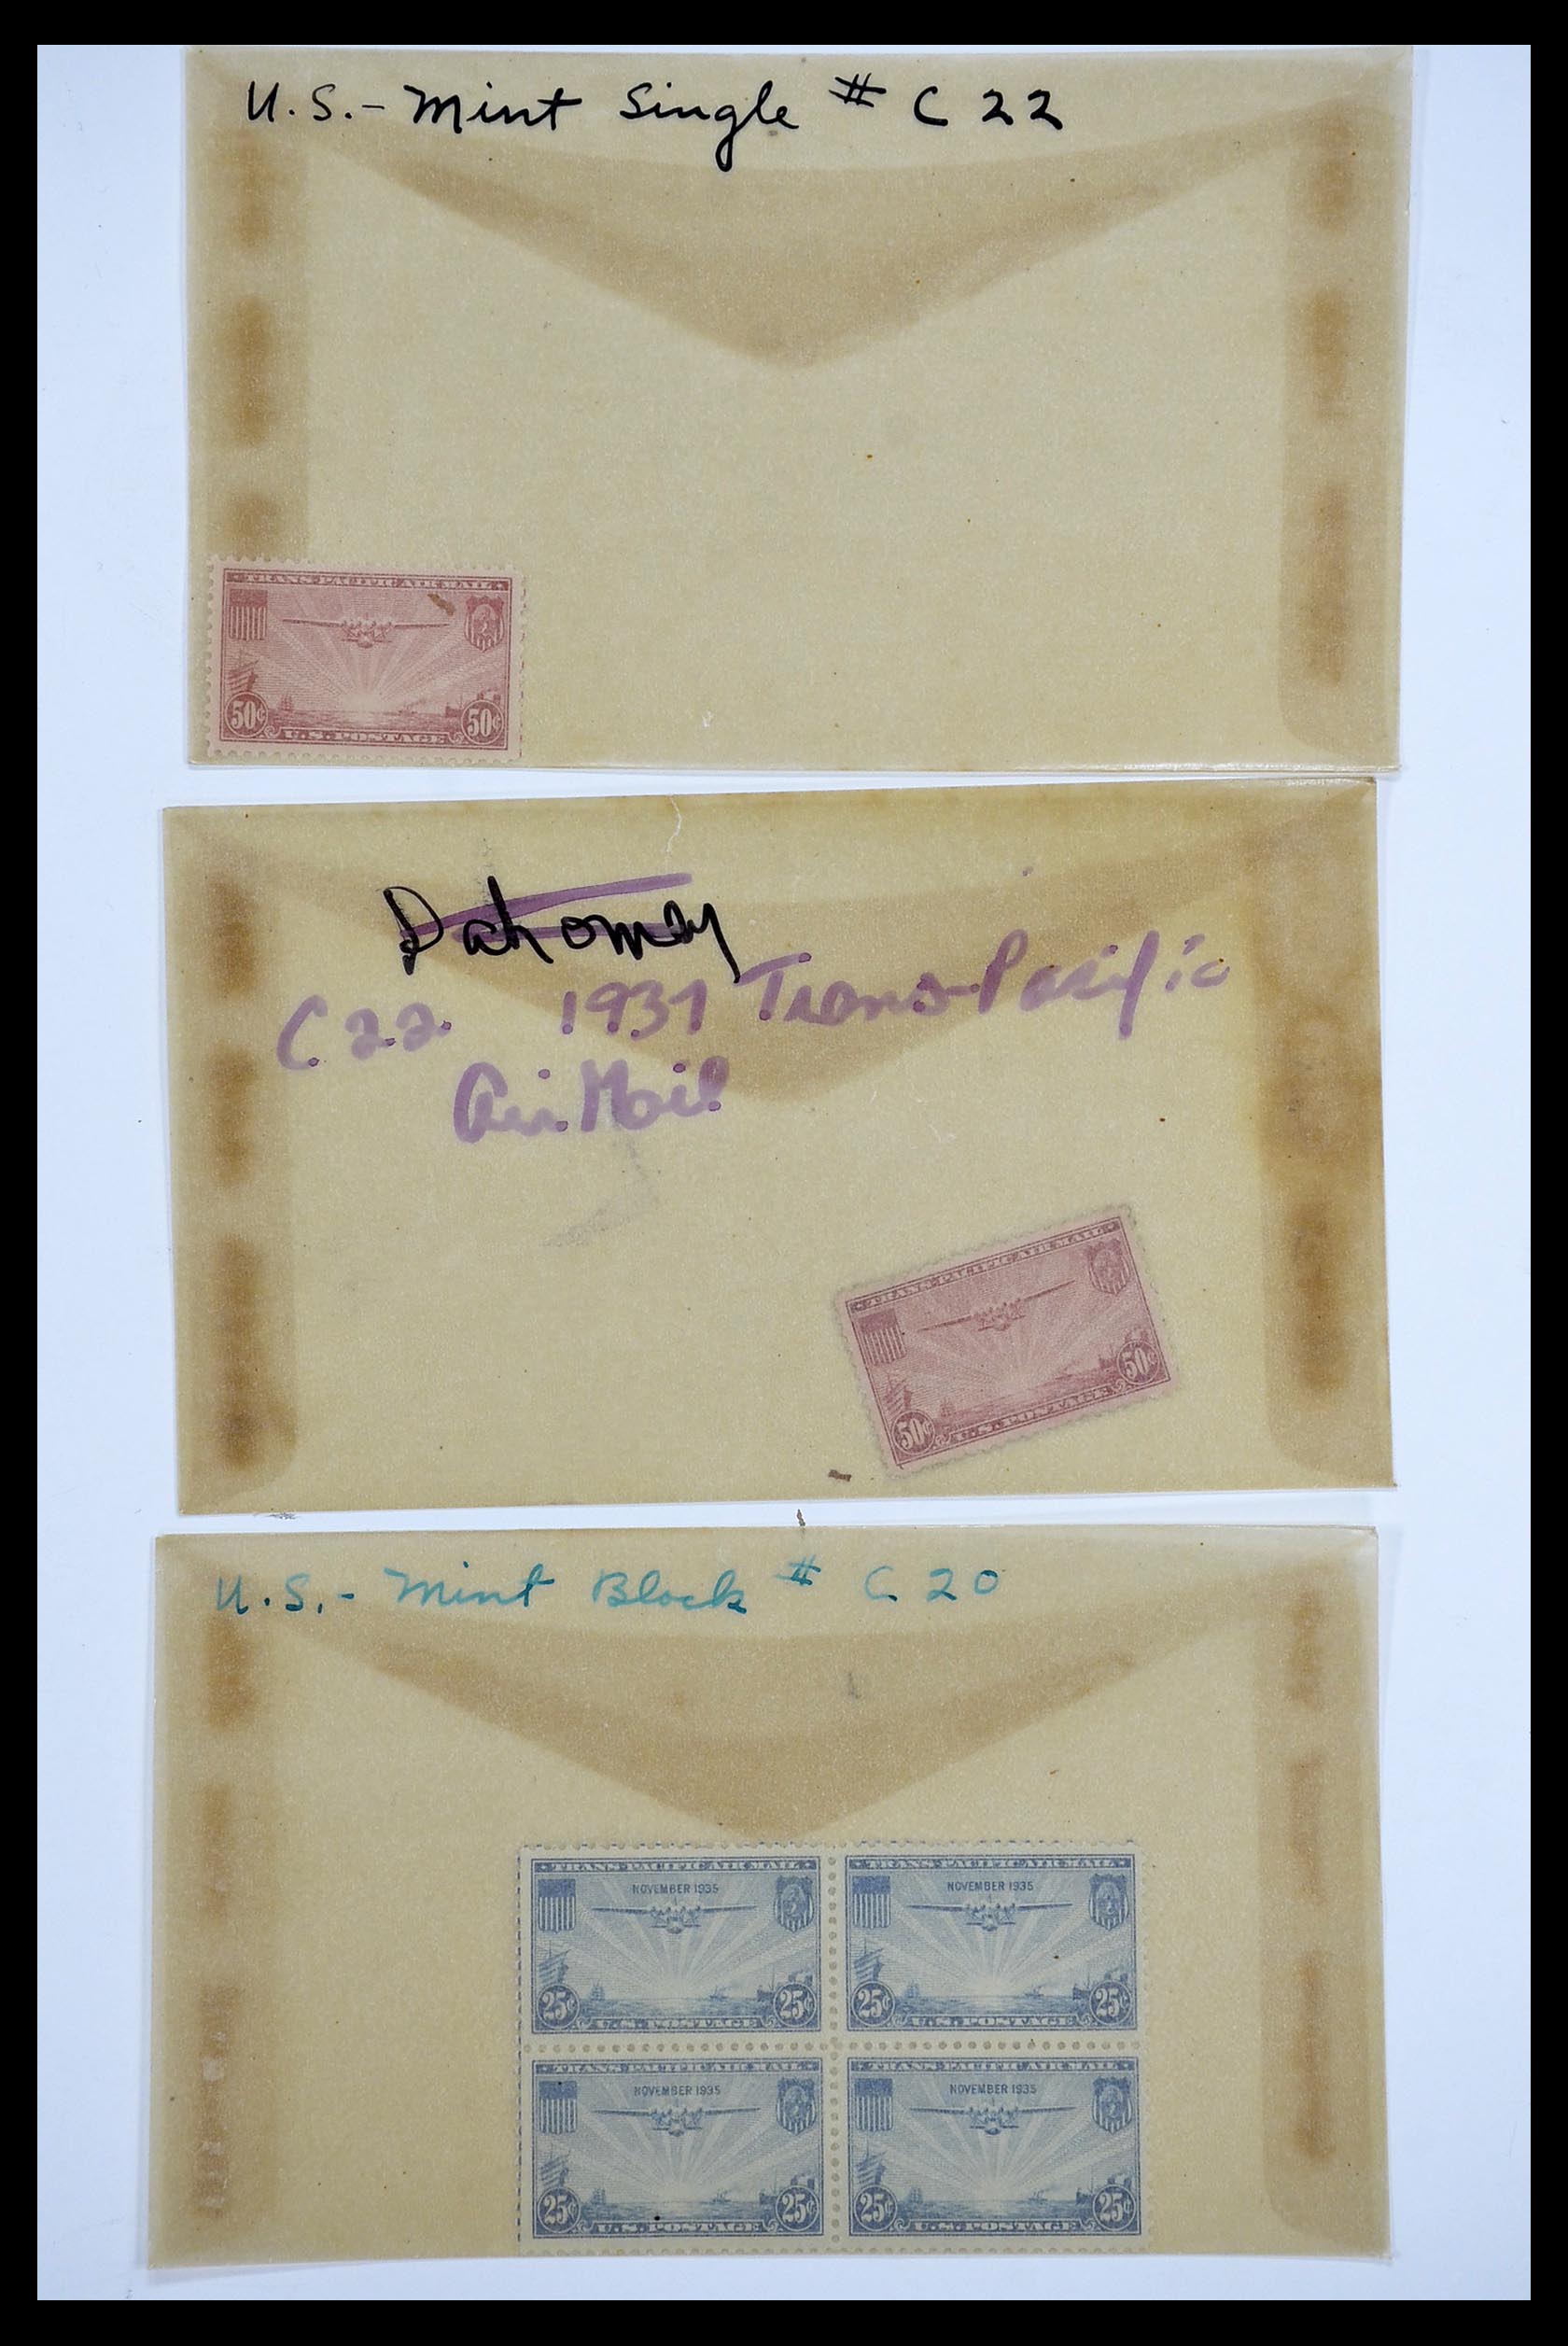 U.S.- Mint Single # C 22
TRANS-PACIFIC AIR MAIL
50¢ 50¢
U.S. POSTAGE
Dahomey
C22 1937 Trans-Pacific
Air Mail
TRANS-PACIFIC AIR MAIL
50¢ 50¢
U.S. POSTAGE
U.S.- Mint Block # C 20
TRANS-PACIFIC AIR MAIL TRANS-PACIFIC AIR MAIL
NOVEMBER 1935 NOVEMBER 1935
25¢ 25¢ 25¢ 25¢
U.S. POSTAGE U.S. POSTAGE
TRANS-PACIFIC AIR MAIL TRANS-PACIFIC AIR MAIL
NOVEMBER 1935 NOVEMBER 1935
25¢ 25¢ 25¢ 25¢
U.S. POSTAGE U.S. POSTAGE